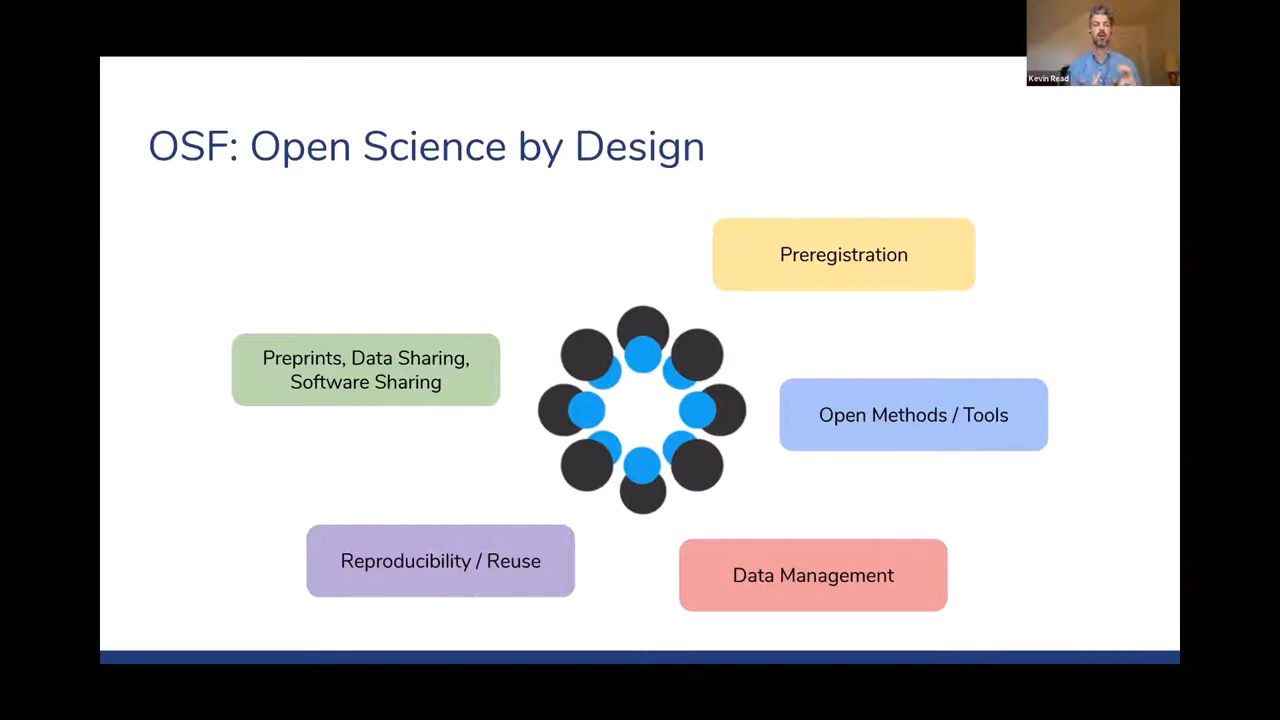 Kevin Read
OSF: Open Science by Design
Preregistration
Preprints, Data Sharing,
Software Sharing
Open Methods / Tools
Reproducibility / Reuse
Data Management